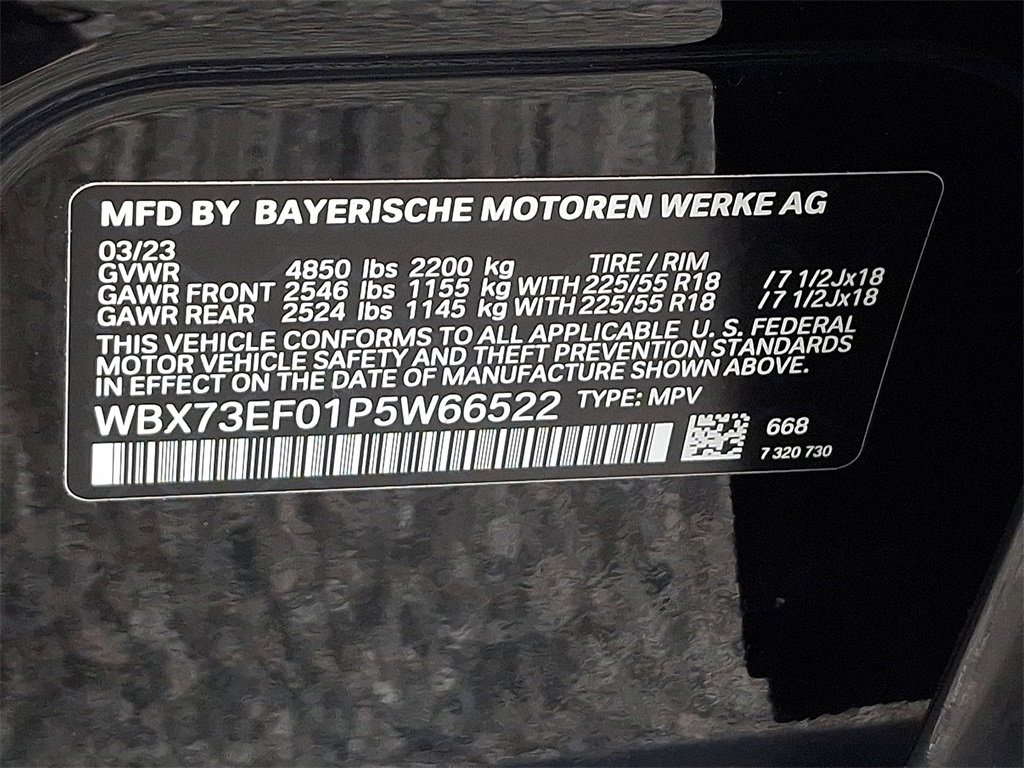 MFD BY BAYERISCHE MOTOREN WERKE AG
03/23
TIRE / RIM
GVWR 4850 lbs 2200 kg
GAWR FRONT 2546 lbs 1155 kg WITH 225/55 R18 / 7 1/2Jx18
GAWR REAR 2524 lbs 1145 kg WITH 225/55 R18 / 7 1/2Jx18
THIS VEHICLE CONFORMS TO ALL APPLICABLE U. S. FEDERAL
MOTOR VEHICLE SAFETY AND THEFT PREVENTION STANDARDS
IN EFFECT ON THE DATE OF MANUFACTURE SHOWN ABOVE.
WBX73EF01P5W66522 TYPE: MPV
668
7 320 730